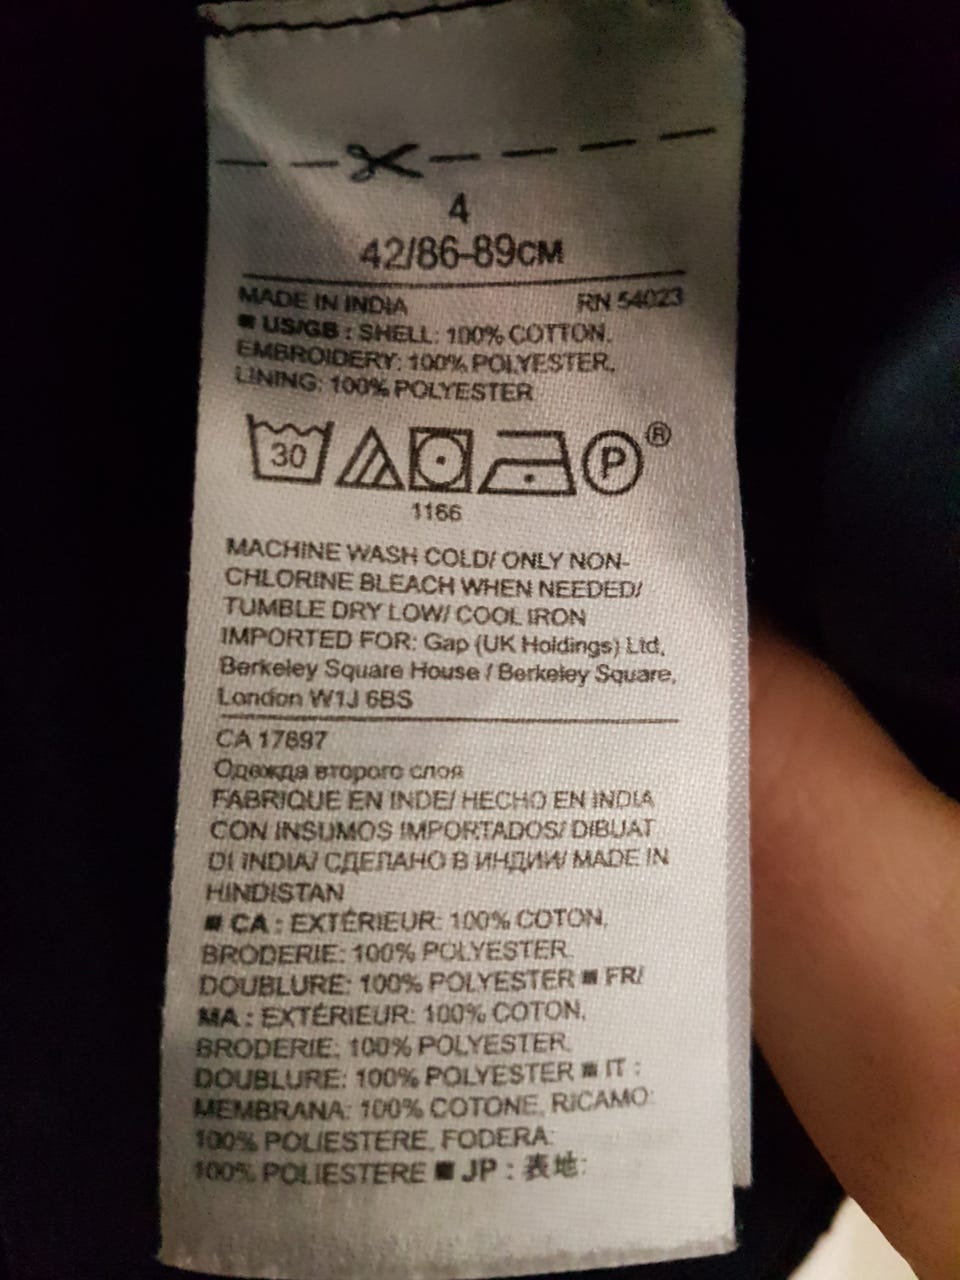 4
42/86-89CM
MADE IN INDIA RN 54023
■ US/GB : SHELL: 100% COTTON.
EMBROIDERY: 100% POLYESTER.
LINING: 100% POLYESTER
30 P ®
1166
MACHINE WASH COLD/ ONLY NON-
CHLORINE BLEACH WHEN NEEDED/
TUMBLE DRY LOW/ COOL IRON
IMPORTED FOR: Gap (UK Holdings) Ltd,
Berkeley Square House / Berkeley Square,
London W1J 6BS
CA 17897
Одежда второго слоя
FABRIQUE EN INDE/ HECHO EN INDIA
CON INSUMOS IMPORTADOS/ DIBUAT
DI INDIA/ СДЕЛАНО В ИНДИИ/ MADE IN
HINDISTAN
■ CA : EXTÉRIEUR: 100% COTON.
BRODERIE: 100% POLYESTER.
DOUBLURE: 100% POLYESTER ■ FR/
MA : EXTÉRIEUR: 100% COTON.
BRODERIE: 100% POLYESTER.
DOUBLURE: 100% POLYESTER ■ IT :
MEMBRANA: 100% COTONE. RICAMO:
100% POLIESTERE. FODERA:
100% POLIESTERE ■ JP : 表地: